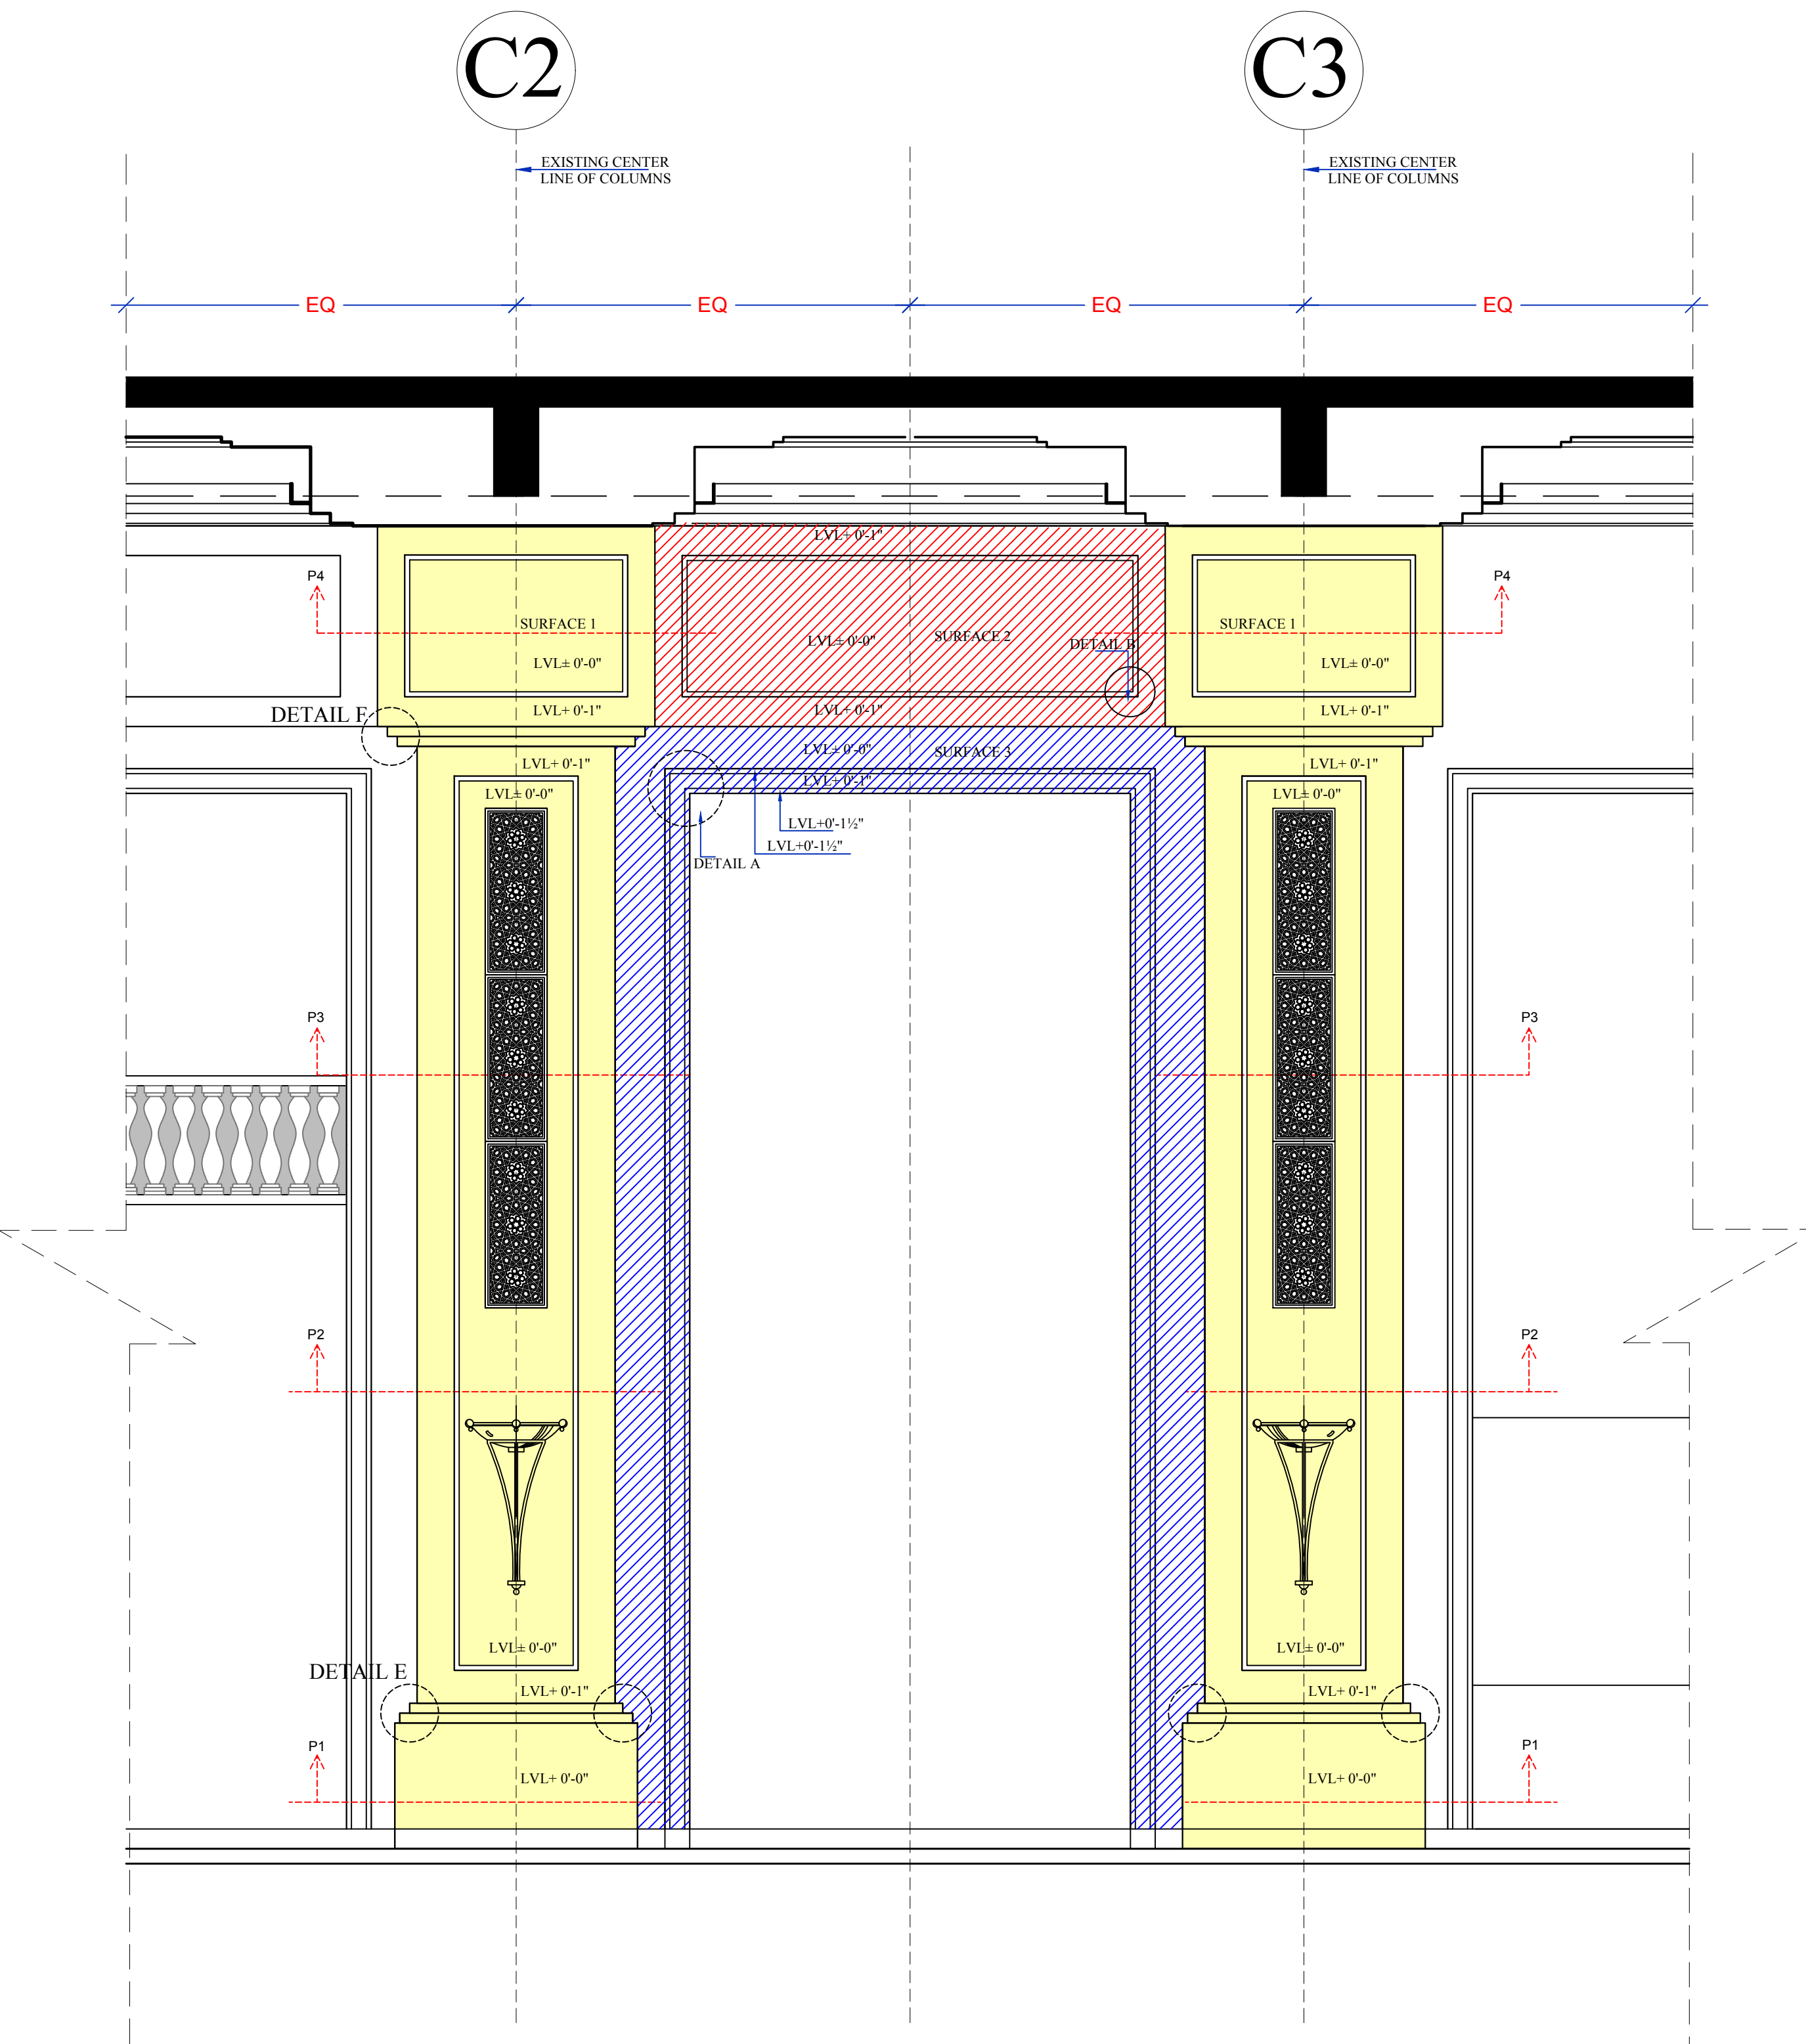 C2
C3
EXISTING CENTER
LINE OF COLUMNS
EXISTING CENTER
LINE OF COLUMNS
EQ
EQ
EQ
EQ
LVL+ 0'-1"
P4
P4
SURFACE 1
SURFACE 2
SURFACE 1
LVL± 0'-0"
DETAIL B
LVL± 0'-0"
LVL± 0'-0"
LVL+ 0'-1"
LVL+ 0'-1"
LVL+ 0'-1"
DETAIL F
LVL± 0'-0"
SURFACE 3
LVL+ 0'-1"
LVL+ 0'-1"
LVL+ 0'-1"
LVL± 0'-0"
LVL± 0'-0"
LVL+0'-1½"
LVL+0'-1½"
DETAIL A
P3
P3
P2
P2
LVL± 0'-0"
LVL± 0'-0"
DETAIL E
LVL+ 0'-1"
LVL+ 0'-1"
P1
P1
LVL+ 0'-0"
LVL+ 0'-0"